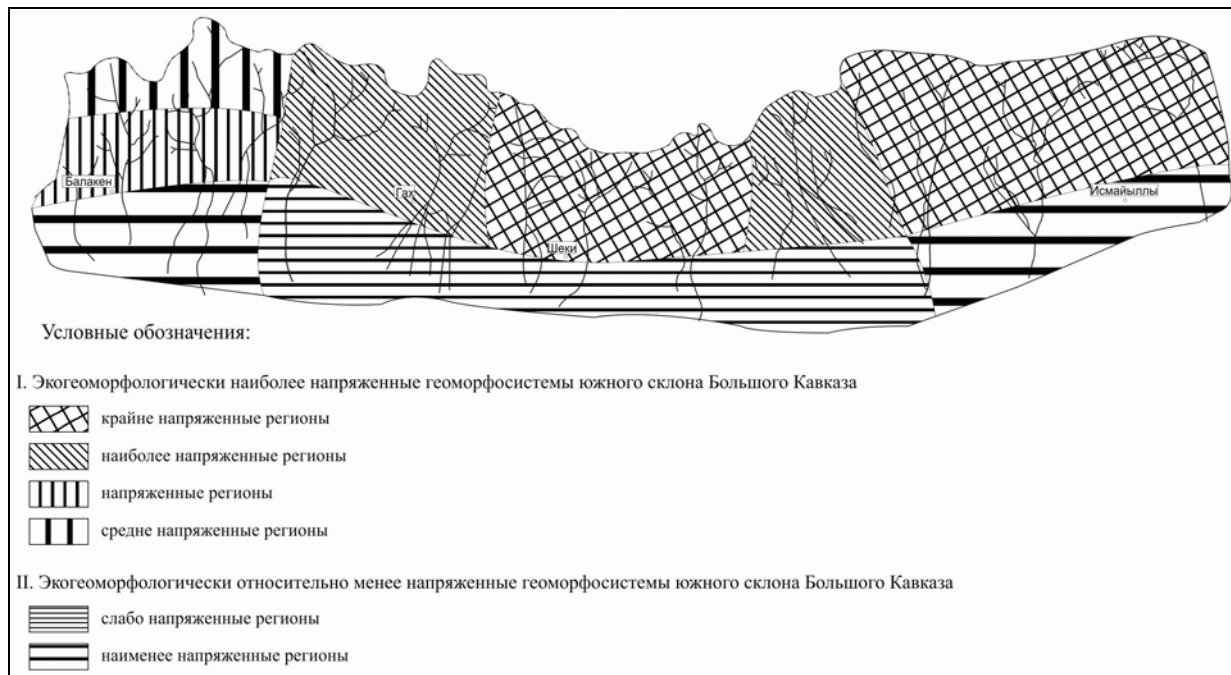 Балакен
Гах
Шеки
Исмайыллы
Условные обозначения:
I. Экогеоморфологически наиболее напряженные геоморфосистемы южного склона Большого Кавказа
крайне напряженные регионы
наиболее напряженные регионы
напряженные регионы
средне напряженные регионы
II. Экогеоморфологически относительно менее напряженные геоморфосистемы южного склона Большого Кавказа
слабо напряженные регионы
наименее напряженные регионы